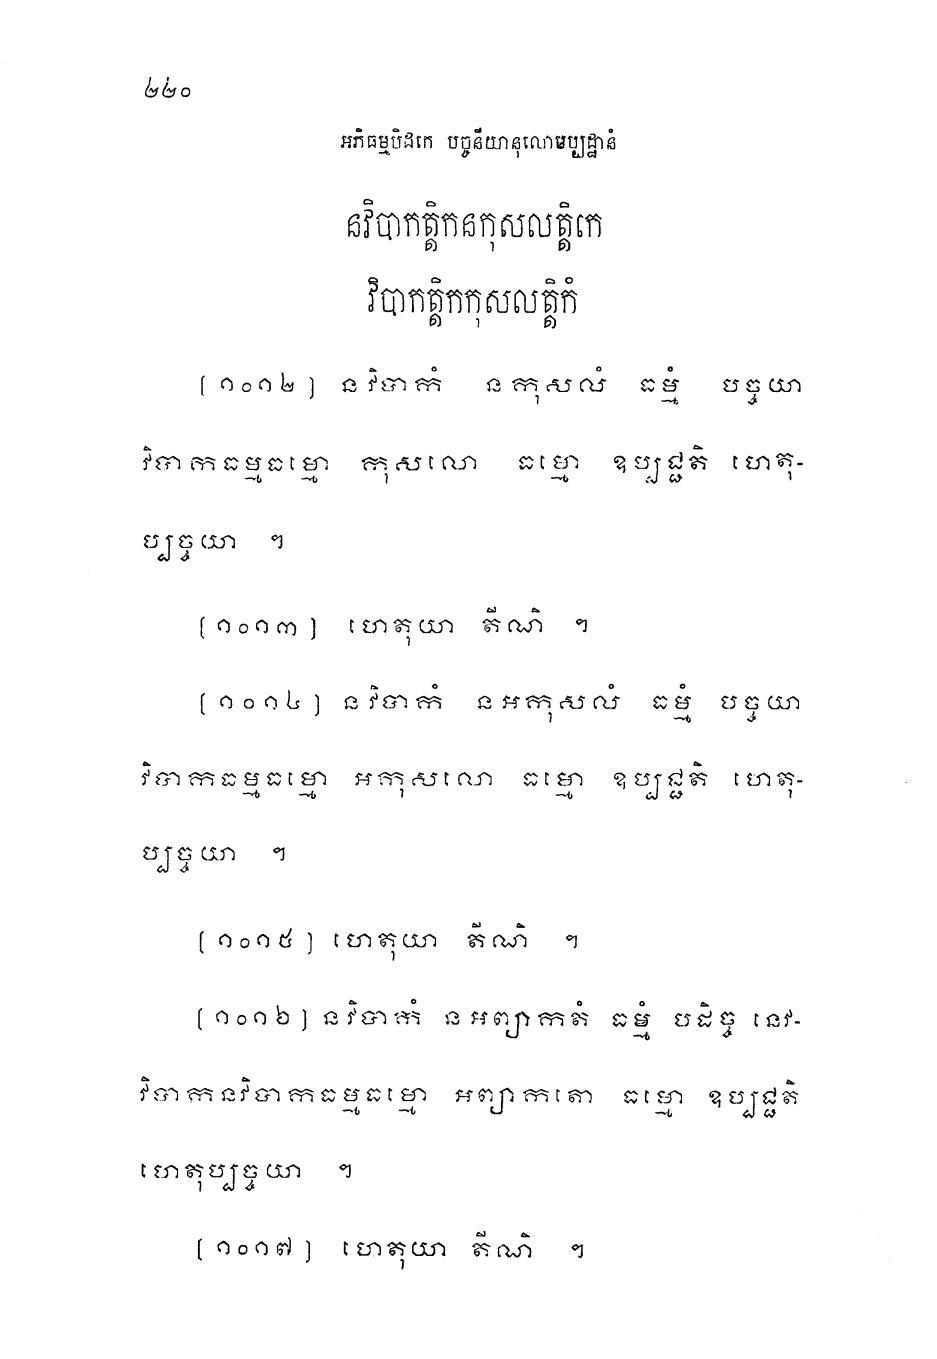 ២២០
អភិធម្មបិដកេ បច្ចនីយានុលោមប្បដ្ឋានំ
នវិបាកត្តិកនកុសលត្តិកេ
វិបាកត្តិកកុសលត្តិកំ
[១០១២] នវិបាកំ នកុសលំ ធម្មំ បច្ចយា
វិបាកធម្មធម្មោ កុសលោ ធម្មោ ឧប្បជ្ជតិ ហេតុ-
ប្បច្ចយា ។
[១០១៣] ហេតុយា តីណិ ។
[១០១៤] នវិបាកំ នអកុសលំ ធម្មំ បច្ចយា
វិបាកធម្មធម្មោ អកុសលោ ធម្មោ ឧប្បជ្ជតិ ហេតុ-
ប្បច្ចយា ។
[១០១៥] ហេតុយា តីណិ ។
[១០១៦] នវិបាកំ នអព្យាកតំ ធម្មំ បដិច្ច នេវ-
វិបាកនវិបាកធម្មធម្មោ អព្យាកតោ ធម្មោ ឧប្បជ្ជតិ
ហេតុប្បច្ចយា ។
[១០១៧] ហេតុយា តីណិ ។